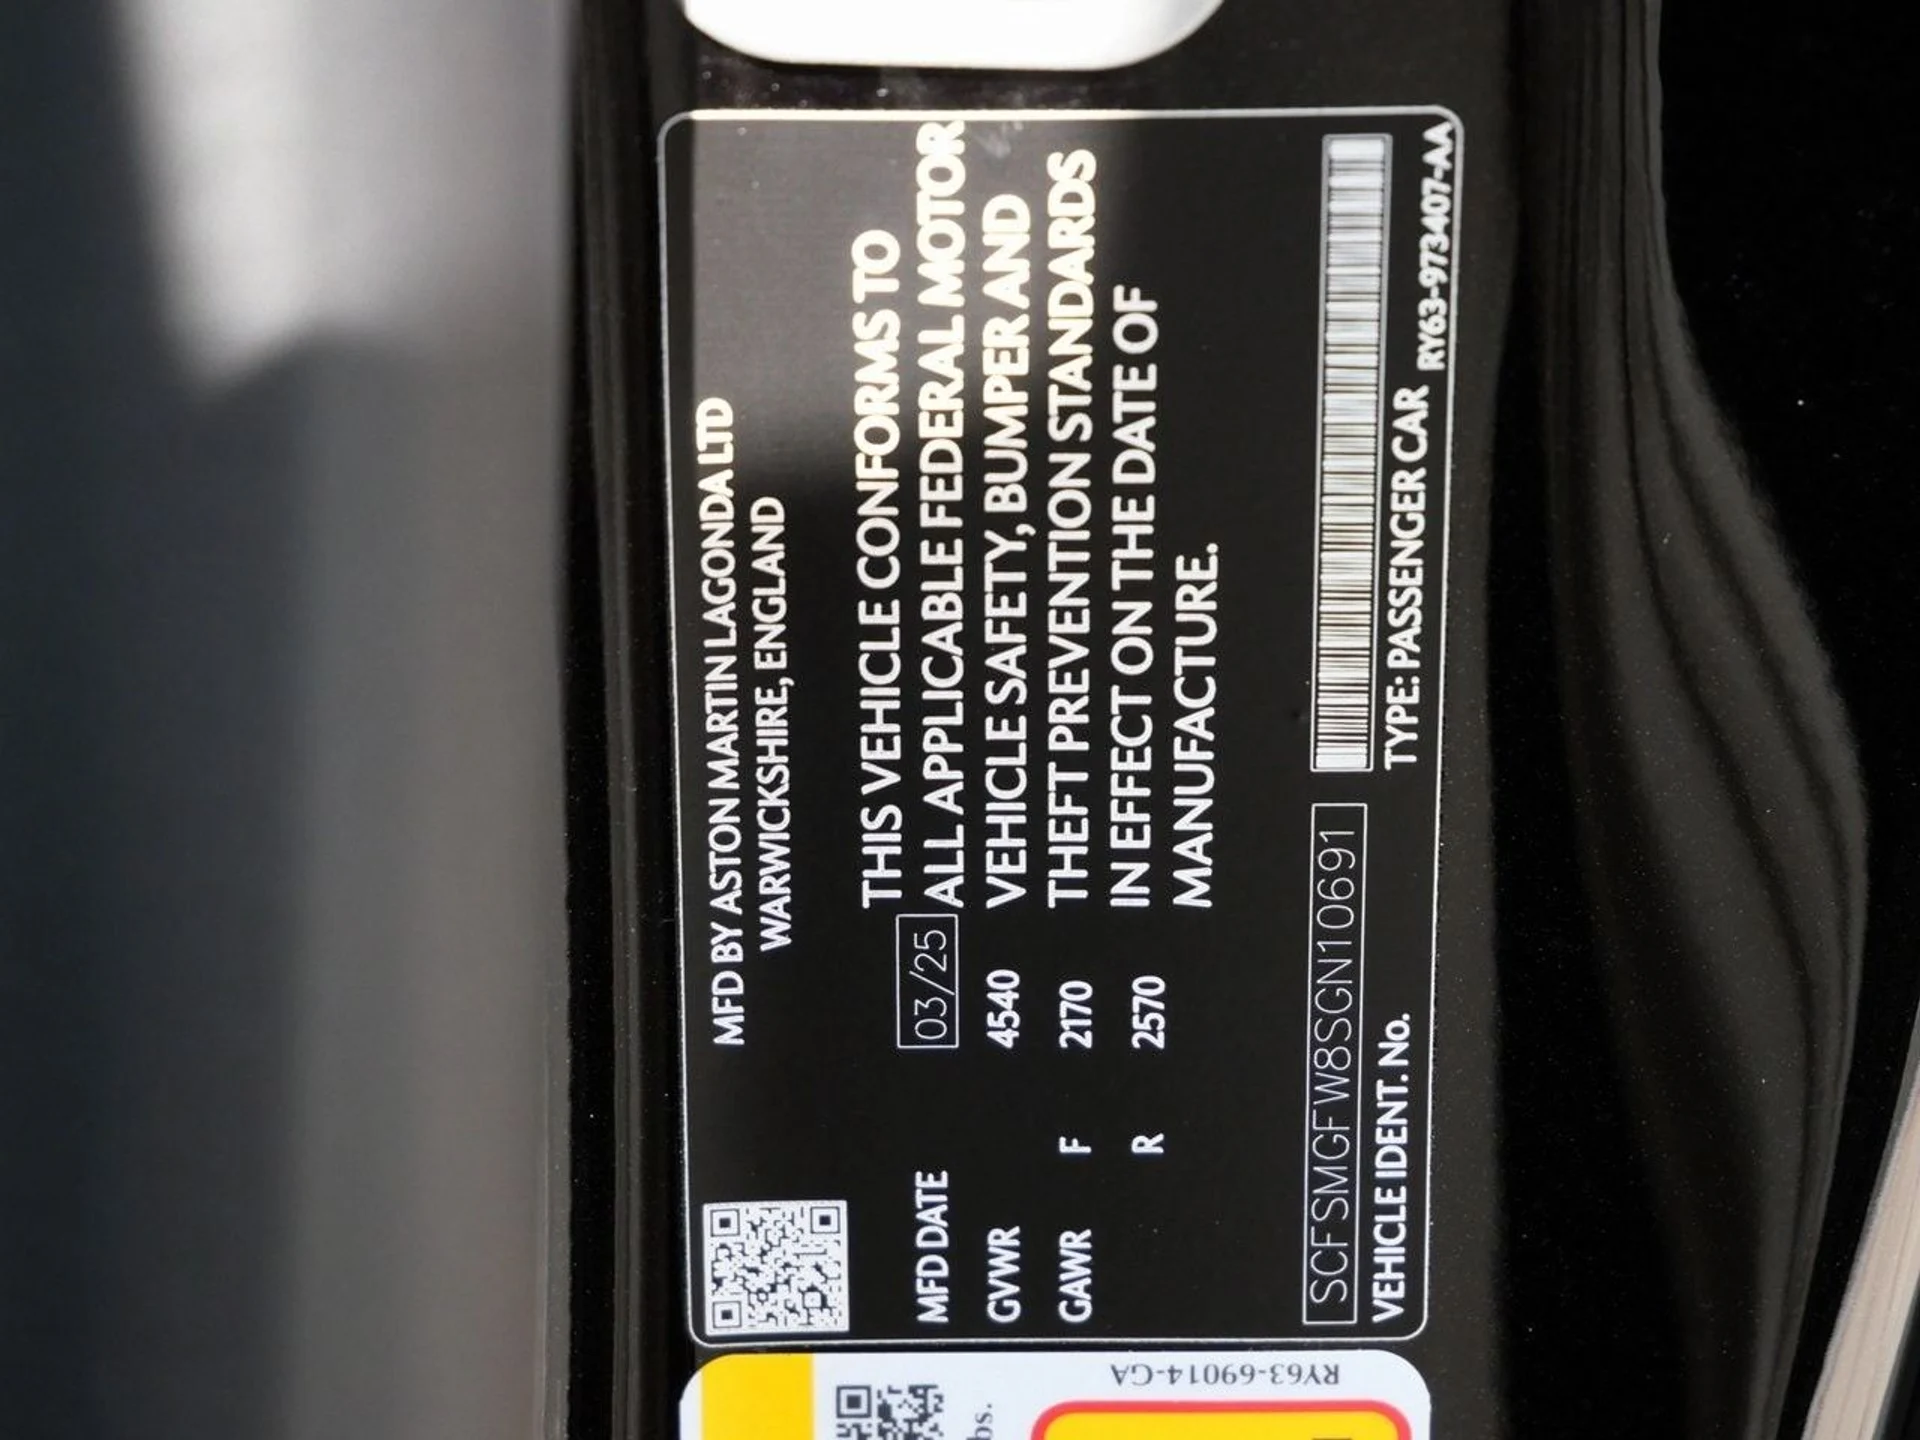 MFD BY ASTON MARTIN LAGONDA LTD
WARWICKSHIRE, ENGLAND
MFD DATE 03/25
GVWR 4540
GAWR F 2170
R 2570
THIS VEHICLE CONFORMS TO
ALL APPLICABLE FEDERAL MOTOR
VEHICLE SAFETY, BUMPER AND
THEFT PREVENTION STANDARDS
IN EFFECT ON THE DATE OF
MANUFACTURE.
SCFSMGFW8SGN10691
VEHICLE IDENT. No.
TYPE: PASSENGER CAR
RY63-973407-AA
RY63-69014-GA